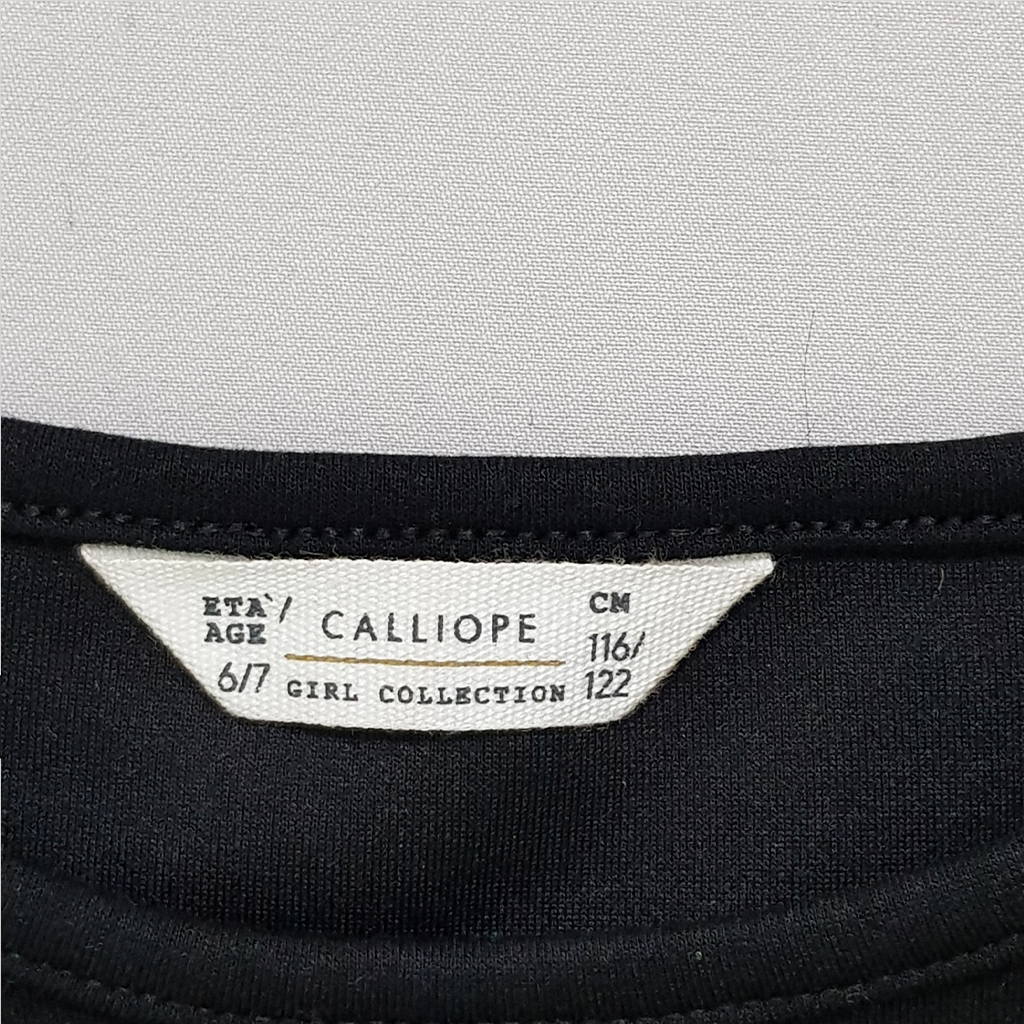 ETA`/
AGE
6/7
CALLIOPE
GIRL COLLECTION
CM
116/
122